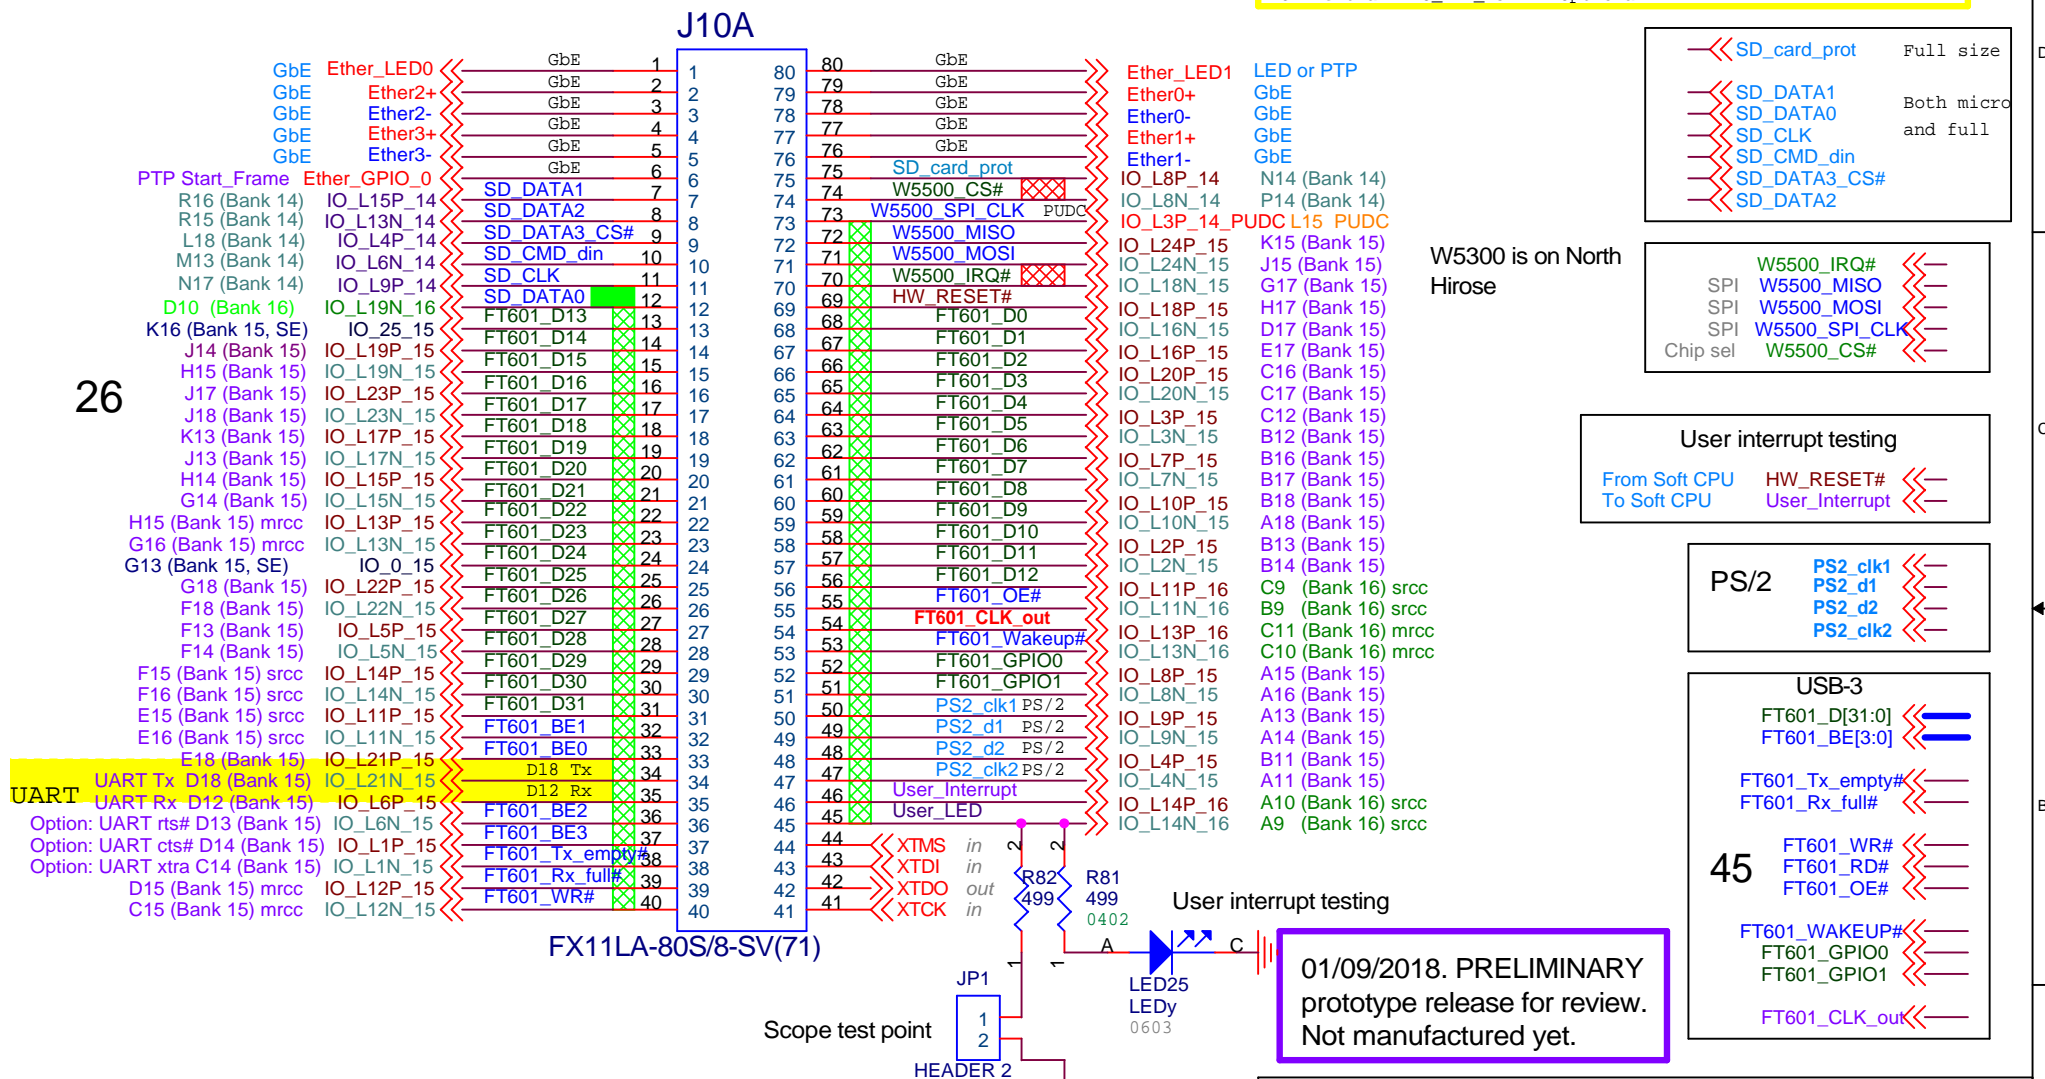 J10A
GbE Ether_LED0 GbE 1 1 80 80 GbE Ether_LED1 LED or PTP
GbE Ether2+ GbE 2 2 79 79 GbE Ether0+ GbE
GbE Ether2- GbE 3 3 78 78 GbE Ether0- GbE
GbE Ether3+ GbE 4 4 77 77 GbE Ether1+ GbE
GbE Ether3- GbE 5 5 76 76 GbE Ether1- GbE
PTP Start_Frame Ether_GPIO_0 GbE 6 6 75 75 SD_card_prot IO_L8P_14 N14 (Bank 14)
R16 (Bank 14) IO_L15P_14 SD_DATA1 7 7 74 74 W5500_CS# IO_L8N_14 P14 (Bank 14)
R15 (Bank 14) IO_L13N_14 SD_DATA2 8 8 73 73 W5500_SPI_CLK PUDC IO_L3P_14_PUDC L15 PUDC
L18 (Bank 14) IO_L4P_14 SD_DATA3_CS# 9 9 72 72 W5500_MISO IO_L24P_15 K15 (Bank 15)
M13 (Bank 14) IO_L6N_14 SD_CMD_din 10 10 71 71 W5500_MOSI IO_L24N_15 J15 (Bank 15)
N17 (Bank 14) IO_L9P_14 SD_CLK 11 11 70 70 W5500_IRQ# IO_L18N_15 G17 (Bank 15)
D10 (Bank 16) IO_L19N_16 SD_DATA0 12 12 69 69 HW_RESET# IO_L18P_15 H17 (Bank 15)
K16 (Bank 15, SE) IO_25_15 FT601_D13 13 13 68 68 FT601_D0 IO_L16N_15 D17 (Bank 15)
J14 (Bank 15) IO_L19P_15 FT601_D14 14 14 67 67 FT601_D1 IO_L16P_15 E17 (Bank 15)
H15 (Bank 15) IO_L19N_15 FT601_D15 15 15 66 66 FT601_D2 IO_L20P_15 C16 (Bank 15)
J17 (Bank 15) IO_L23P_15 FT601_D16 16 16 65 65 FT601_D3 IO_L20N_15 C17 (Bank 15)
J18 (Bank 15) IO_L23N_15 FT601_D17 17 17 64 64 FT601_D4 IO_L3P_15 C12 (Bank 15)
K13 (Bank 15) IO_L17P_15 FT601_D18 18 18 63 63 FT601_D5 IO_L3N_15 B12 (Bank 15)
J13 (Bank 15) IO_L17N_15 FT601_D19 19 19 62 62 FT601_D6 IO_L7P_15 B16 (Bank 15)
H14 (Bank 15) IO_L15P_15 FT601_D20 20 20 61 61 FT601_D7 IO_L7N_15 B17 (Bank 15)
G14 (Bank 15) IO_L15N_15 FT601_D21 21 21 60 60 FT601_D8 IO_L10P_15 B18 (Bank 15)
H15 (Bank 15) mrcc IO_L13P_15 FT601_D22 22 22 59 59 FT601_D9 IO_L10N_15 A18 (Bank 15)
G16 (Bank 15) mrcc IO_L13N_15 FT601_D23 23 23 58 58 FT601_D10 IO_L2P_15 B13 (Bank 15)
G13 (Bank 15, SE) IO_0_15 FT601_D24 24 24 57 57 FT601_D11 IO_L2N_15 B14 (Bank 15)
G18 (Bank 15) IO_L22P_15 FT601_D25 25 25 56 56 FT601_D12 IO_L11P_16 C9 (Bank 16) srcc
F18 (Bank 15) IO_L22N_15 FT601_D26 26 26 55 55 FT601_OE# IO_L11N_16 B9 (Bank 16) srcc
F13 (Bank 15) IO_L5P_15 FT601_D27 27 27 54 54 FT601_CLK_out IO_L13P_16 C11 (Bank 16) mrcc
F14 (Bank 15) IO_L5N_15 FT601_D28 28 28 53 53 FT601_Wakeup# IO_L13N_16 C10 (Bank 16) mrcc
F15 (Bank 15) srcc IO_L14P_15 FT601_D29 29 29 52 52 FT601_GPIO0 IO_L8P_15 A15 (Bank 15)
F16 (Bank 15) srcc IO_L14N_15 FT601_D30 30 30 51 51 FT601_GPIO1 IO_L8N_15 A16 (Bank 15)
E15 (Bank 15) srcc IO_L11P_15 FT601_D31 31 31 50 50 PS2_clk1 PS/2 IO_L9P_15 A13 (Bank 15)
E16 (Bank 15) srcc IO_L11N_15 FT601_BE1 32 32 49 49 PS2_d1 PS/2 IO_L9N_15 A14 (Bank 15)
E18 (Bank 15) IO_L21P_15 FT601_BE0 33 33 48 48 PS2_d2 PS/2 IO_L4P_15 B11 (Bank 15)
UART Tx D18 (Bank 15) IO_L21N_15 D18 Tx 34 34 47 47 PS2_clk2 PS/2 IO_L4N_15 A11 (Bank 15)
UART
UART Rx D12 (Bank 15) IO_L6P_15 D12 Rx 35 35 46 46 User_Interrupt IO_L14P_16 A10 (Bank 16) srcc
Option: UART rts# D13 (Bank 15) IO_L6N_15 FT601_BE2 36 36 45 45 User_LED IO_L14N_16 A9 (Bank 16) srcc
Option: UART cts# D14 (Bank 15) IO_L1P_15 FT601_BE3 37 37 44 44 XTMS in
Option: UART xtra C14 (Bank 15) IO_L1N_15 FT601_Tx_empty# 38 38 43 43 XTDI in
D15 (Bank 15) mrcc IO_L12P_15 FT601_Rx_full# 39 39 42 42 XTDO out
C15 (Bank 15) mrcc IO_L12N_15 FT601_WR# 40 40 41 41 XTCK in
26
FX11LA-80S/8-SV(71)
2 2
R82
499
R81
499
0402
1 1
User interrupt testing
A C
LED25
LEDy
0603
JP1
1
2
HEADER 2
Scope test point
01/09/2018. PRELIMINARY
prototype release for review.
Not manufactured yet.
W5300 is on North
Hirose
SD_card_prot Full size
SD_DATA1
SD_DATA0
SD_CLK
SD_CMD_din
SD_DATA3_CS#
SD_DATA2
Both micro
and full
W5500_IRQ#
SPI W5500_MISO
SPI W5500_MOSI
SPI W5500_SPI_CLK
Chip sel W5500_CS#
User interrupt testing
From Soft CPU HW_RESET#
To Soft CPU User_Interrupt
PS/2
PS2_clk1
PS2_d1
PS2_d2
PS2_clk2
USB-3
FT601_D[31:0]
FT601_BE[3:0]
FT601_Tx_empty#
FT601_Rx_full#
45
FT601_WR#
FT601_RD#
FT601_OE#
FT601_WAKEUP#
FT601_GPIO0
FT601_GPIO1
FT601_CLK_out